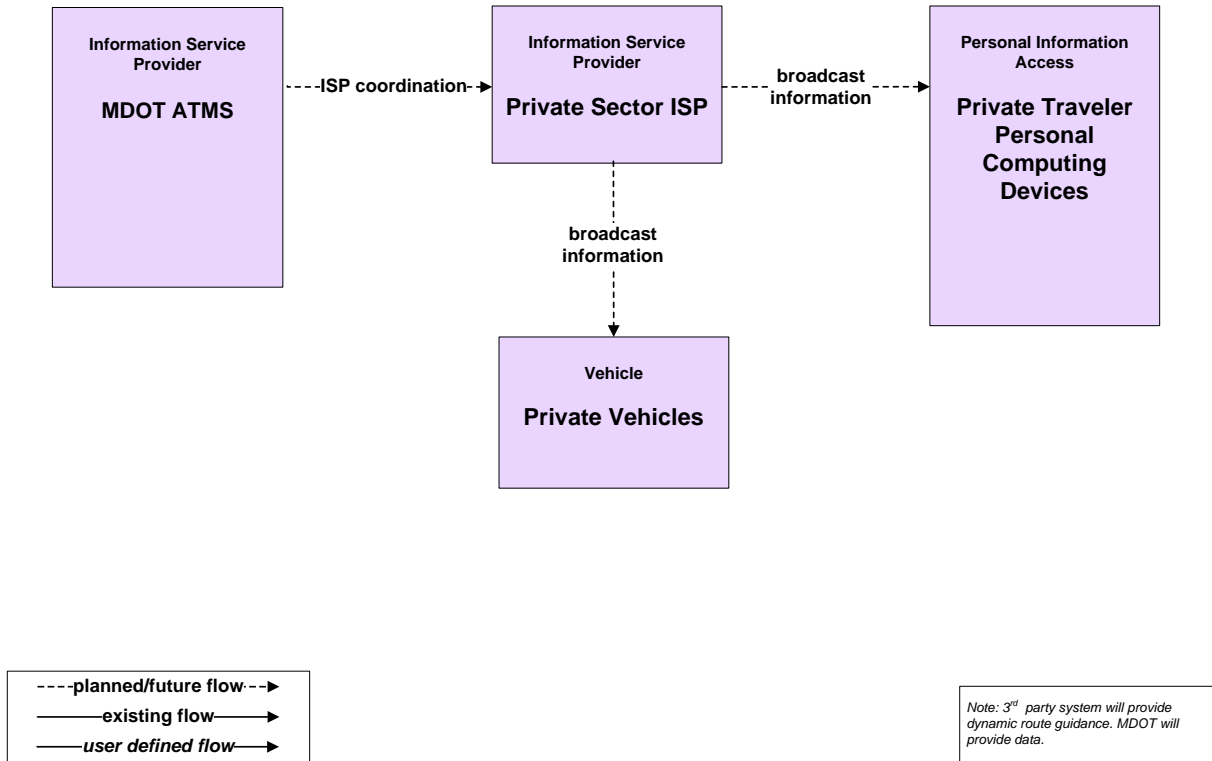 Information Service
Provider
MDOT ATMS
ISP coordination
Information Service
Provider
Private Sector ISP
broadcast
information
Personal Information
Access
Private Traveler
Personal
Computing
Devices
broadcast
information
Vehicle
Private Vehicles
planned/future flow
existing flow
user defined flow
Note: 3rd party system will provide
dynamic route guidance. MDOT will
provide data.